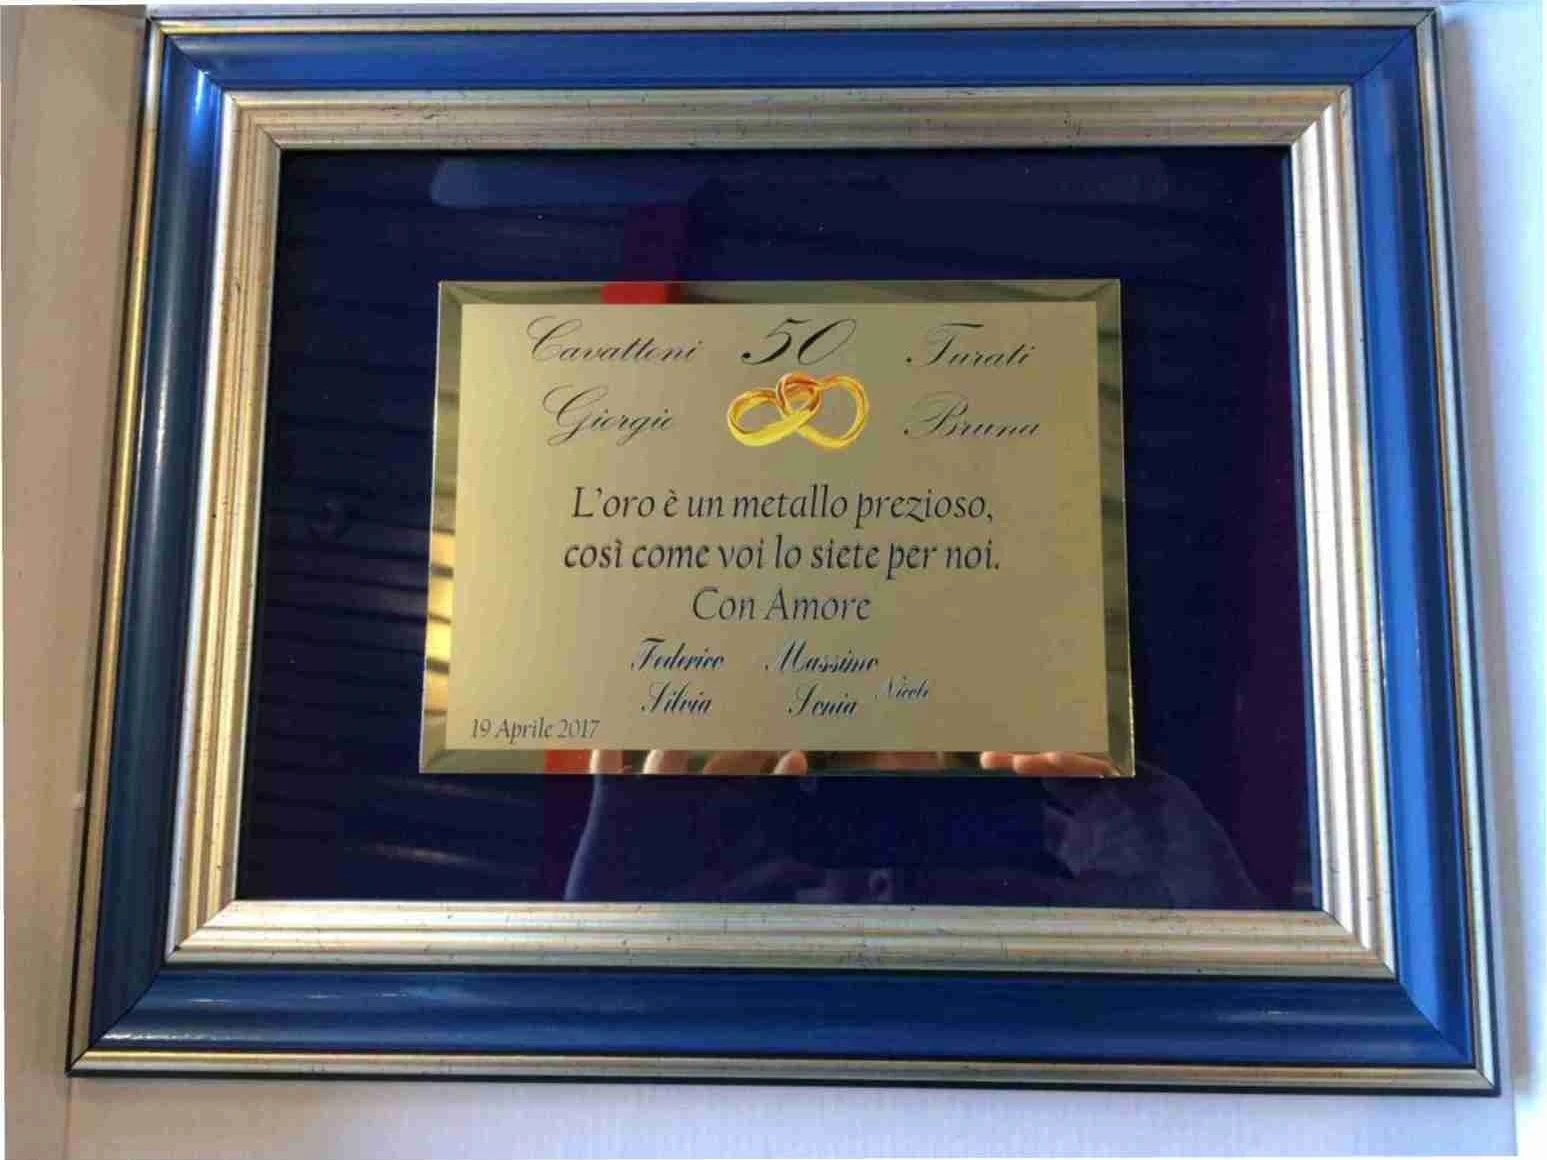 Cavattoni 50 Turati
Giorgio Bruna
L'oro è un metallo prezioso,
così come voi lo siete per noi.
Con Amore
Federico Massimo
Silvia Sonia Nicolò
19 Aprile 2017